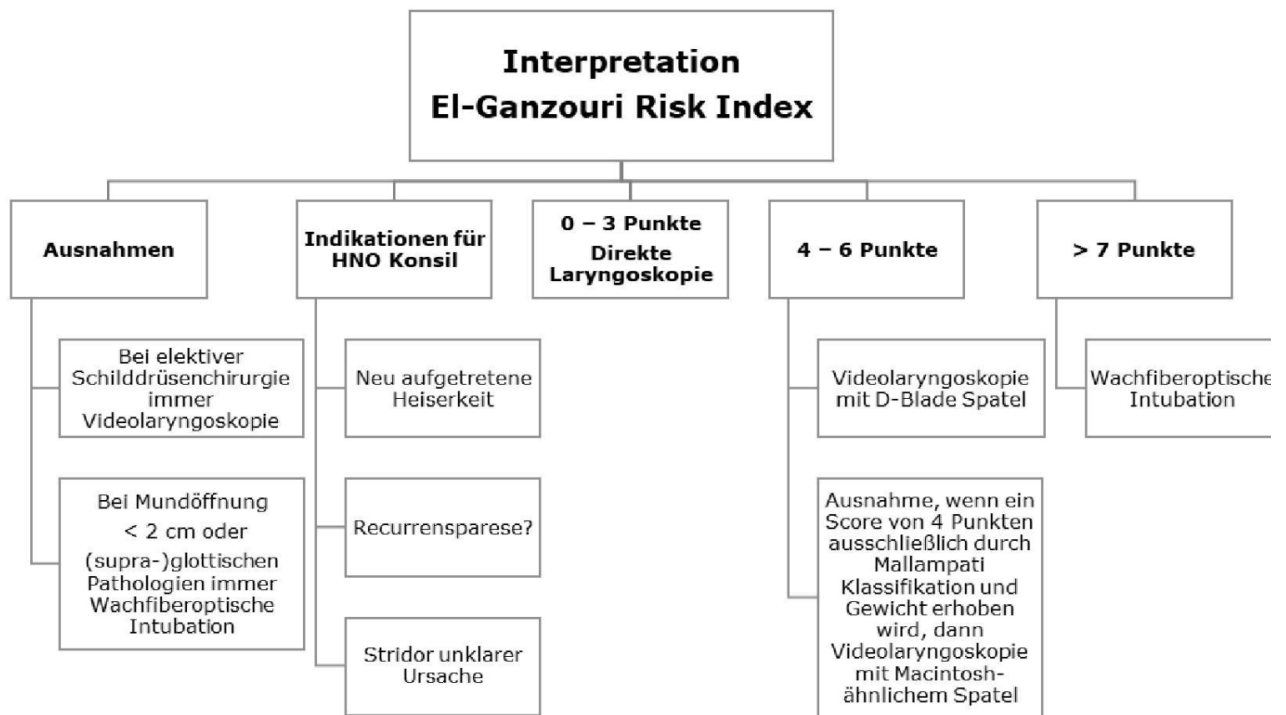 Interpretation
El-Ganzouri Risk Index
Ausnahmen
Bei elektiver
Schilddrüsenchirurgie
immer
Videolaryngoskopie
Bei Mundöffnung
< 2 cm oder
(supra-)glottischen
Pathologien immer
Wachfiberoptische
Intubation
Indikationen für
HNO Konsil
Neu aufgetretene
Heiserkeit
Recurrensparese?
Stridor unklarer
Ursache
0 – 3 Punkte
Direkte
Laryngoskopie
4 – 6 Punkte
Videolaryngoskopie
mit D-Blade Spatel
Ausnahme, wenn ein
Score von 4 Punkten
ausschließlich durch
Mallampati
Klassifikation und
Gewicht erhoben
wird, dann
Videolaryngoskopie
mit Macintosh-
ähnlichem Spatel
> 7 Punkte
Wachfiberoptische
Intubation